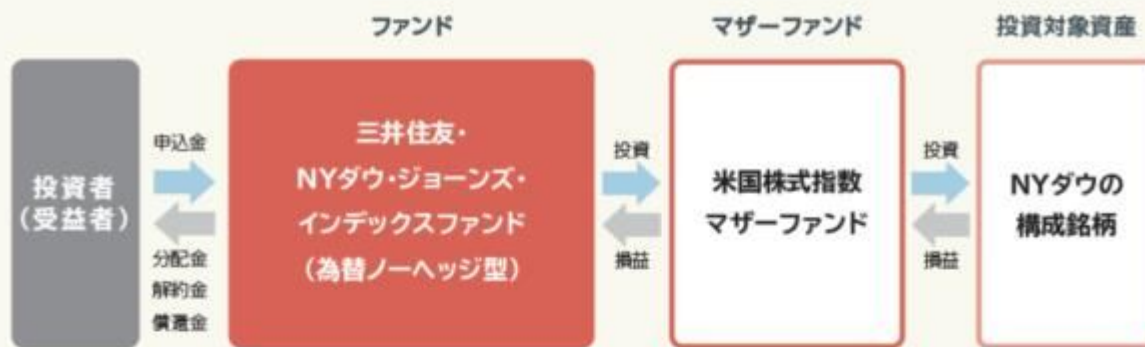 ファンド
マザーファンド
投資対象資産
投資者
(受益者)
申込金
分配金
解約金
償還金
三井住友・
NYダウ・ジョーンズ・
インデックスファンド
(為替ノーヘッジ型)
投資
損益
米国株式指数
マザーファンド
投資
損益
NYダウの
構成銘柄